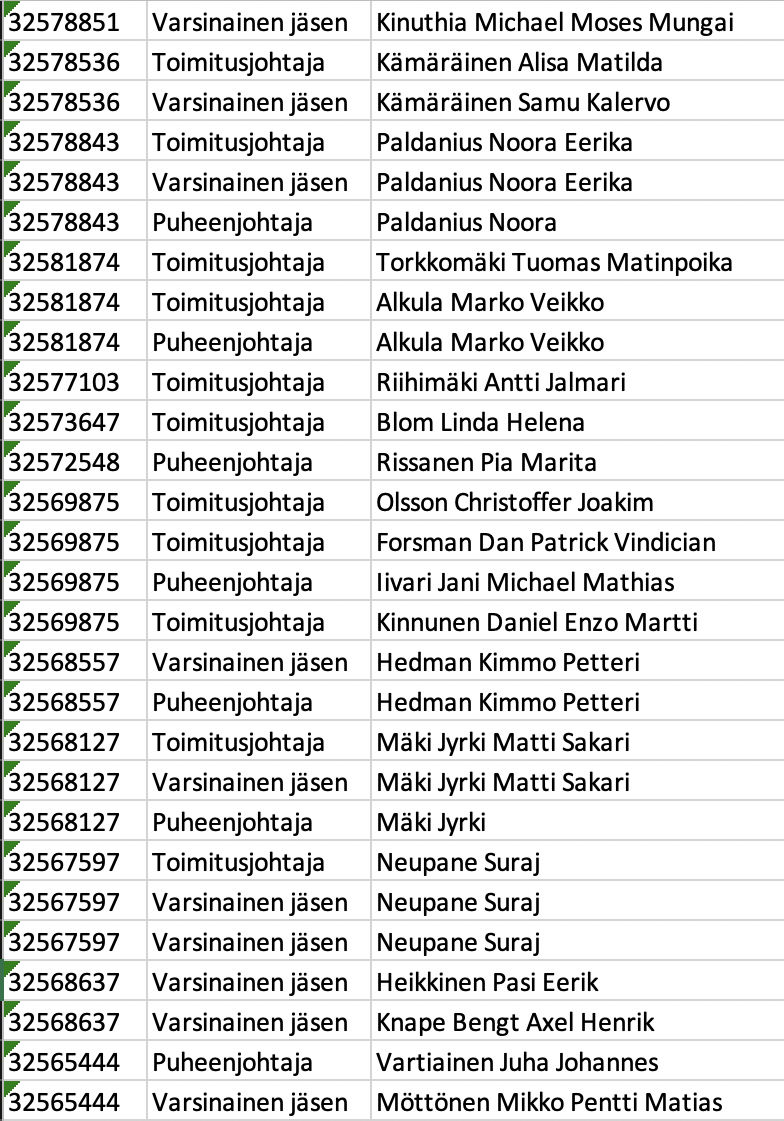 32578851 Varsinainen jäsen Kinuthia Michael Moses Mungai
32578536 Toimitusjohtaja Kämäräinen Alisa Matilda
32578536 Varsinainen jäsen Kämäräinen Samu Kalervo
32578843 Toimitusjohtaja Paldanius Noora Eerika
32578843 Varsinainen jäsen Paldanius Noora Eerika
32578843 Puheenjohtaja Paldanius Noora
32581874 Toimitusjohtaja Torkkomäki Tuomas Matinpoika
32581874 Toimitusjohtaja Alkula Marko Veikko
32581874 Puheenjohtaja Alkula Marko Veikko
32577103 Toimitusjohtaja Riihimäki Antti Jalmari
32573647 Toimitusjohtaja Blom Linda Helena
32572548 Puheenjohtaja Rissanen Pia Marita
32569875 Toimitusjohtaja Olsson Christoffer Joakim
32569875 Toimitusjohtaja Forsman Dan Patrick Vindician
32569875 Puheenjohtaja Iivari Jani Michael Mathias
32569875 Toimitusjohtaja Kinnunen Daniel Enzo Martti
32568557 Varsinainen jäsen Hedman Kimmo Petteri
32568557 Puheenjohtaja Hedman Kimmo Petteri
32568127 Toimitusjohtaja Mäki Jyrki Matti Sakari
32568127 Varsinainen jäsen Mäki Jyrki Matti Sakari
32568127 Puheenjohtaja Mäki Jyrki
32567597 Toimitusjohtaja Neupane Suraj
32567597 Varsinainen jäsen Neupane Suraj
32567597 Varsinainen jäsen Neupane Suraj
32568637 Varsinainen jäsen Heikkinen Pasi Eerik
32568637 Varsinainen jäsen Knape Bengt Axel Henrik
32565444 Puheenjohtaja Vartiainen Juha Johannes
32565444 Varsinainen jäsen Möttönen Mikko Pentti Matias